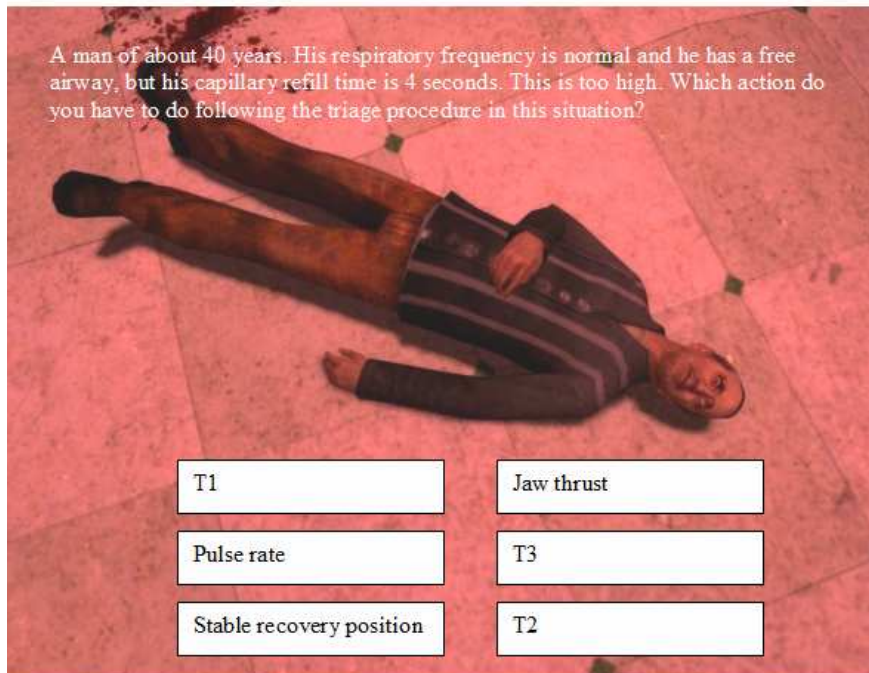 A man of about 40 years. His respiratory frequency is normal and he has a free
airway, but his capillary refill time is 4 seconds. This is too high. Which action do
you have to do following the triage procedure in this situation?
T1
Jaw thrust
Pulse rate
T3
Stable recovery position
T2